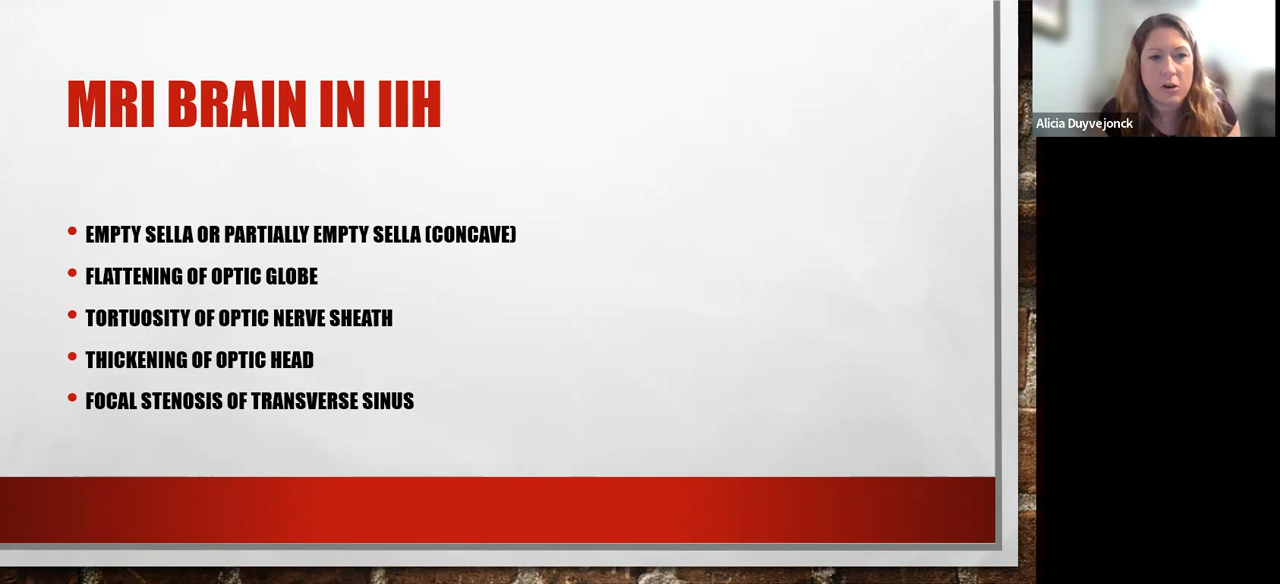 MRI BRAIN IN IIH
• EMPTY SELLA OR PARTIALLY EMPTY SELLA (CONCAVE)
• FLATTENING OF OPTIC GLOBE
• TORTUOSITY OF OPTIC NERVE SHEATH
• THICKENING OF OPTIC HEAD
• FOCAL STENOSIS OF TRANSVERSE SINUS
Alicia Duyvejonck